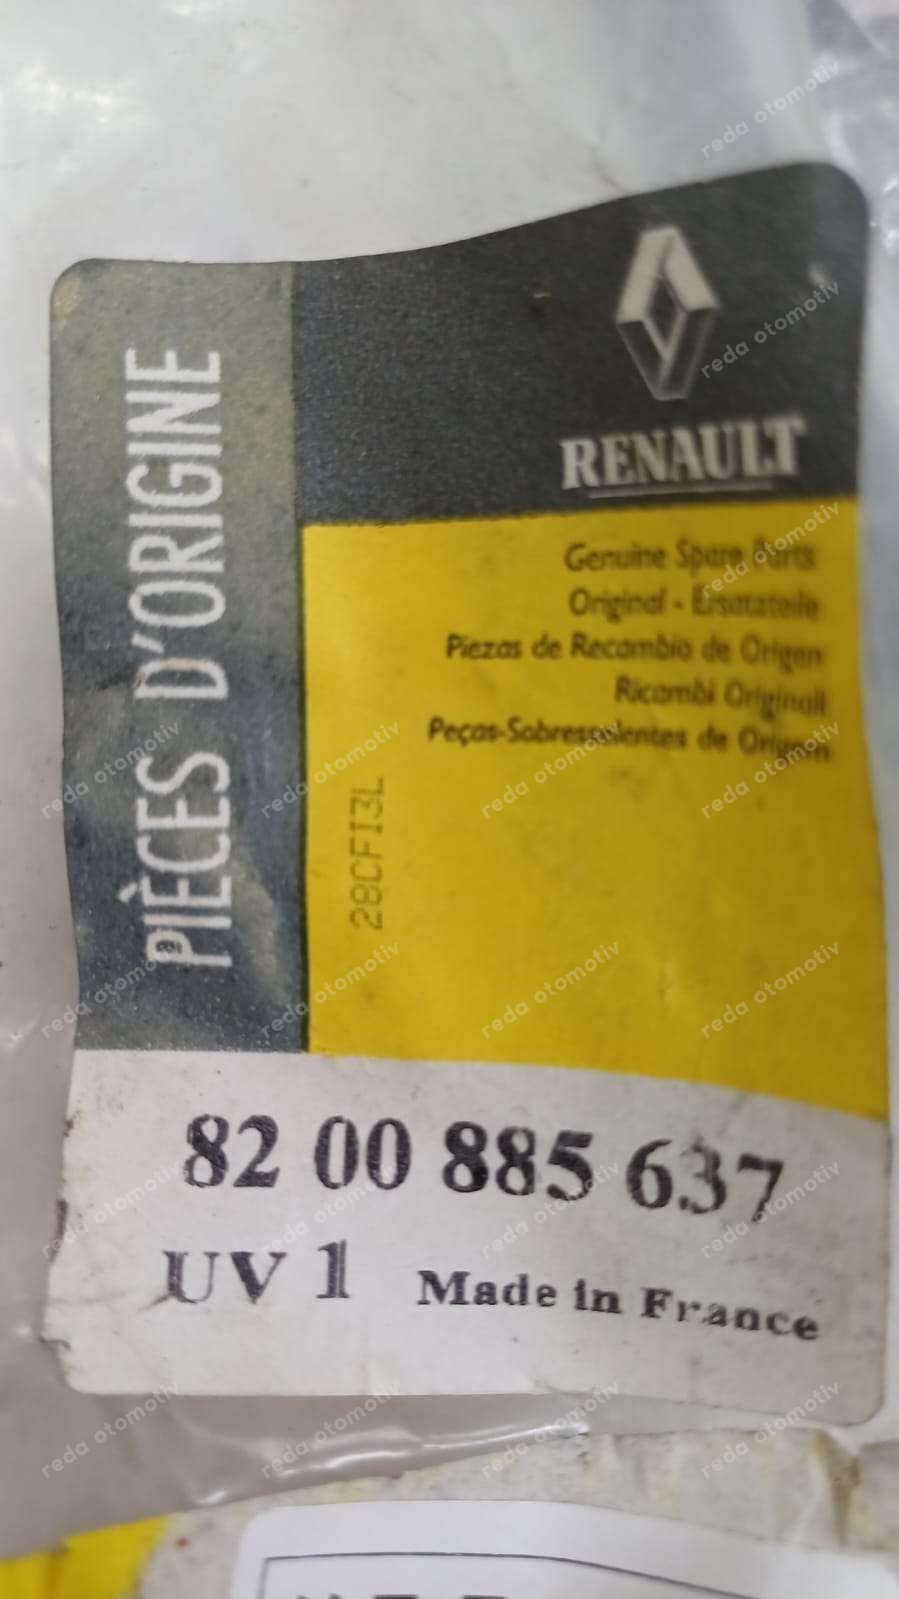 RENAULT
PIÈCES D'ORIGINE
Genuine Spare Parts
Original - Ersatzteile
Piezas de Recambio de Origen
Ricambi Originali
Peças-Sobressalentes de Origem
28CF13L
82 00 885 637
UV 1 Made in France
reda otomotiv